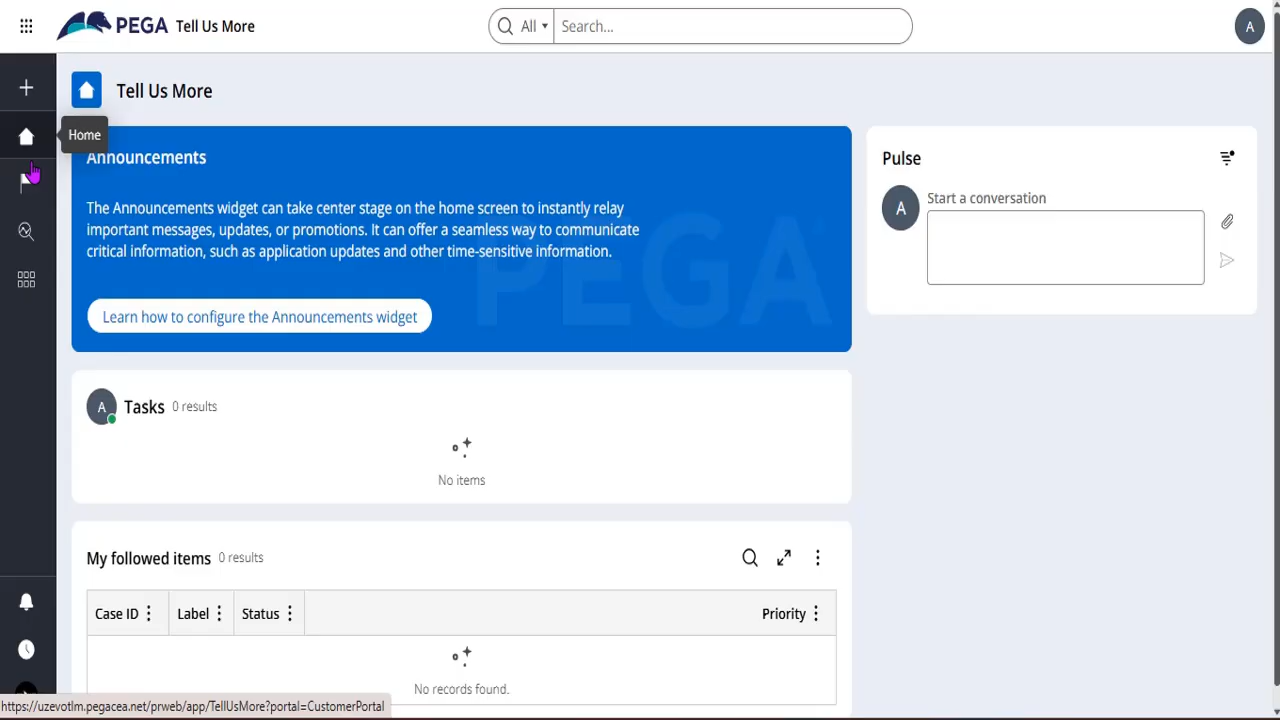 PEGA Tell Us More
All
Search...
A
Tell Us More
Home
Announcements
The Announcements widget can take center stage on the home screen to instantly relay
important messages, updates, or promotions. It can offer a seamless way to communicate
critical information, such as application updates and other time-sensitive information.
PEGA
Learn how to configure the Announcements widget
Pulse
A
Start a conversation
A
Tasks 0 results
No items
My followed items 0 results
Case ID Label Status Priority
No records found.
https://uzevotlm.pegacea.net/prweb/app/TellUsMore?portal=CustomerPortal